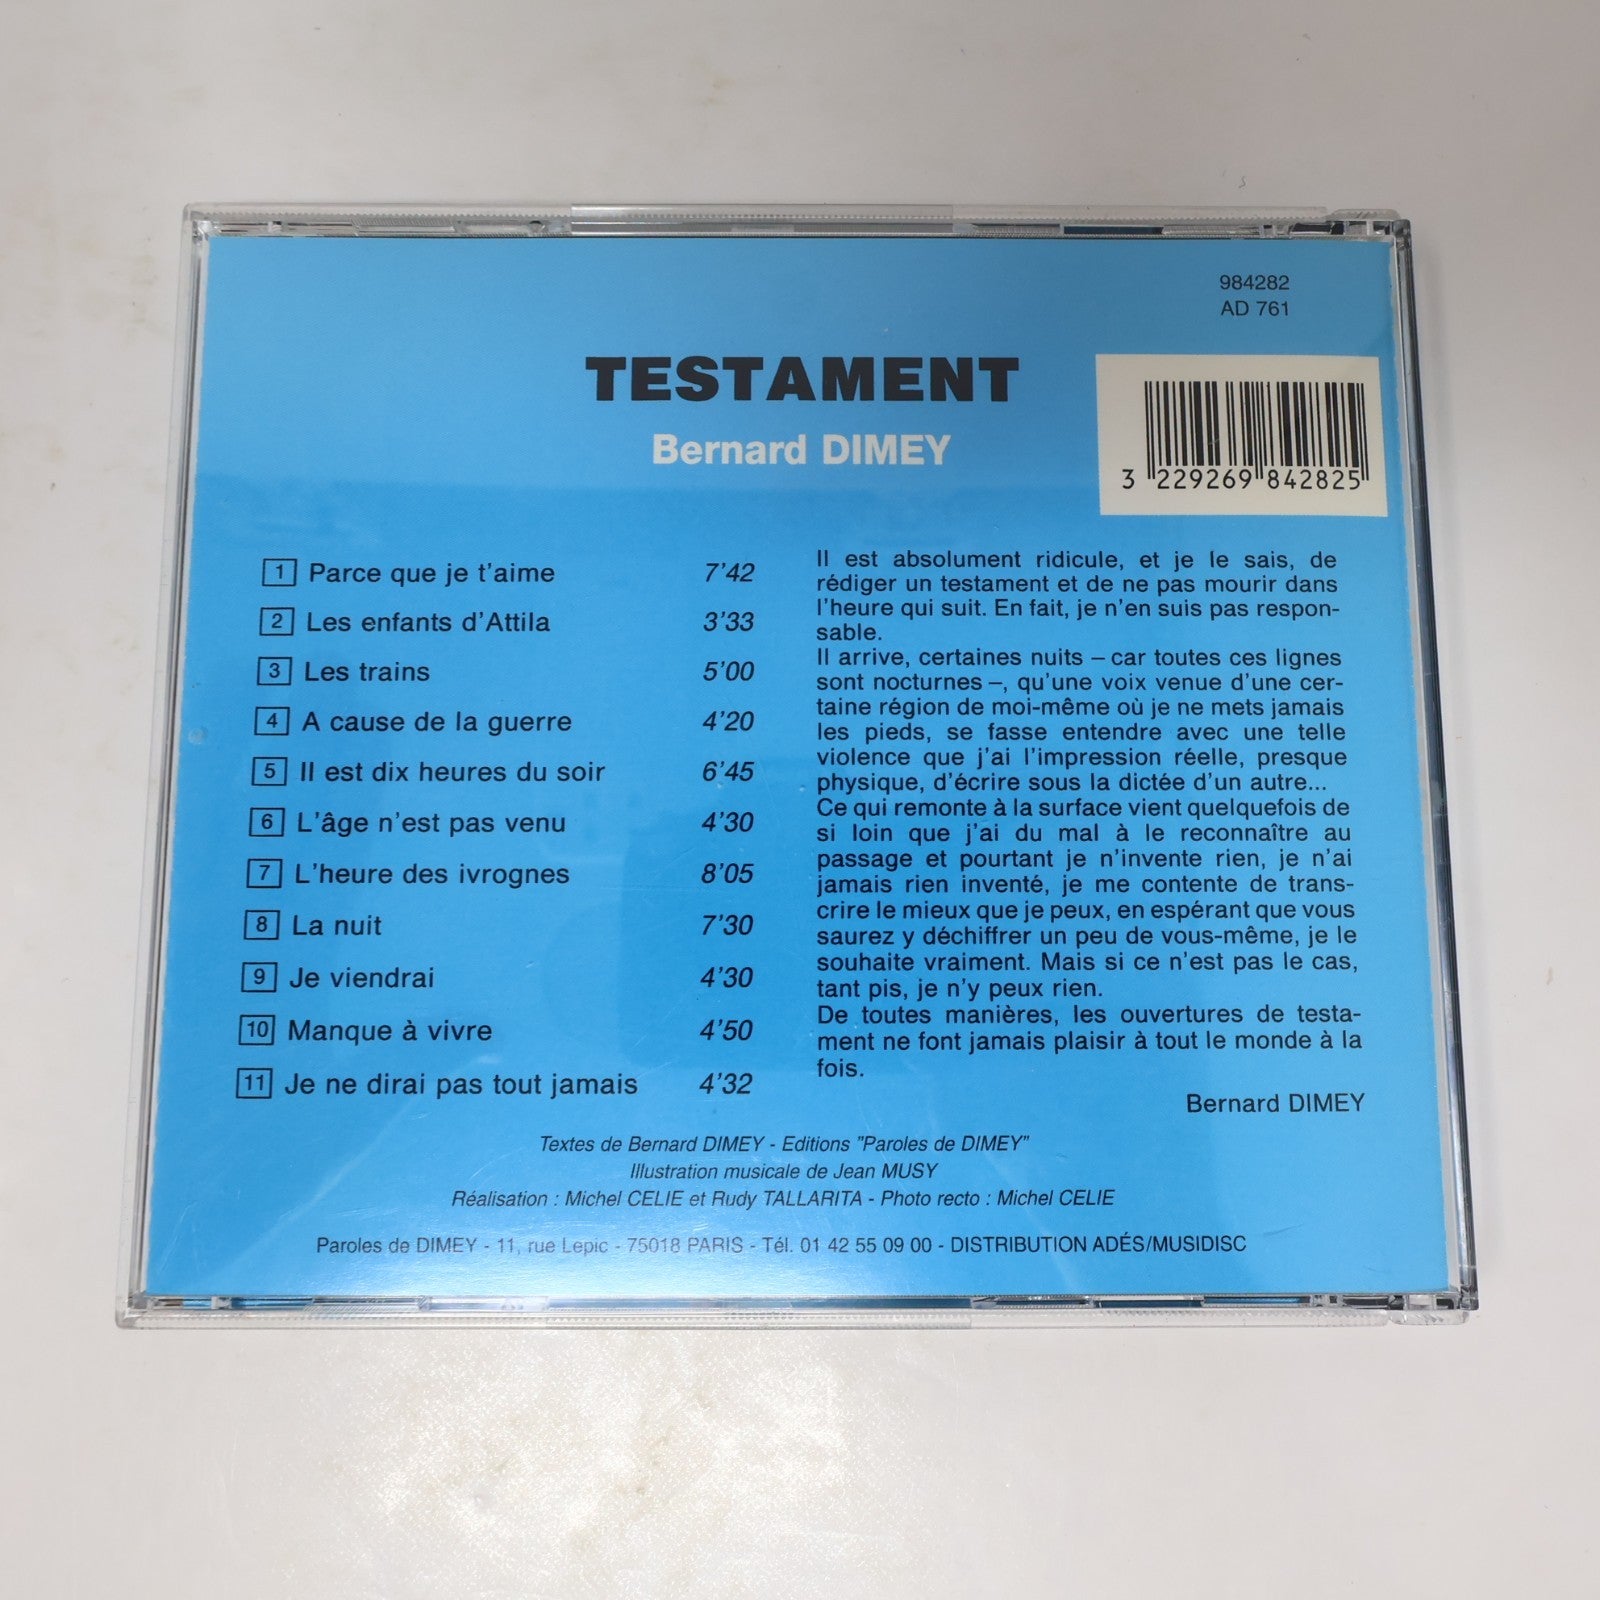 984282
AD 761
TESTAMENT
Bernard DIMEY
3 229269 842825
1 Parce que je t'aime 7'42
2 Les enfants d'Attila 3'33
3 Les trains 5'00
4 A cause de la guerre 4'20
5 Il est dix heures du soir 6'45
6 L'âge n'est pas venu 4'30
7 L'heure des ivrognes 8'05
8 La nuit 7'30
9 Je viendrai 4'30
10 Manque à vivre 4'50
11 Je ne dirai pas tout jamais 4'32
Il est absolument ridicule, et je le sais, de
rédiger un testament et de ne pas mourir dans
l'heure qui suit. En fait, je n'en suis pas respon-
sable.
Il arrive, certaines nuits – car toutes ces lignes
sont nocturnes –, qu'une voix venue d'une cer-
taine région de moi-même où je ne mets jamais
les pieds, se fasse entendre avec une telle
violence que j'ai l'impression réelle, presque
physique, d'écrire sous la dictée d'un autre...
Ce qui remonte à la surface vient quelquefois de
si loin que j'ai du mal à le reconnaître au
passage et pourtant je n'invente rien, je n'ai
jamais rien inventé, je me contente de trans-
crire le mieux que je peux, en espérant que vous
saurez y déchiffrer un peu de vous-même, je le
souhaite vraiment. Mais si ce n'est pas le cas,
tant pis, je n'y peux rien.
De toutes manières, les ouvertures de testa-
ment ne font jamais plaisir à tout le monde à la
fois.
Bernard DIMEY
Textes de Bernard DIMEY - Editions "Paroles de DIMEY"
Illustration musicale de Jean MUSY
Réalisation : Michel CELIE et Rudy TALLARITA - Photo recto : Michel CELIE
Paroles de DIMEY - 11, rue Lepic - 75018 PARIS - Tél. 01 42 55 09 00 - DISTRIBUTION ADÉS/MUSIDISC